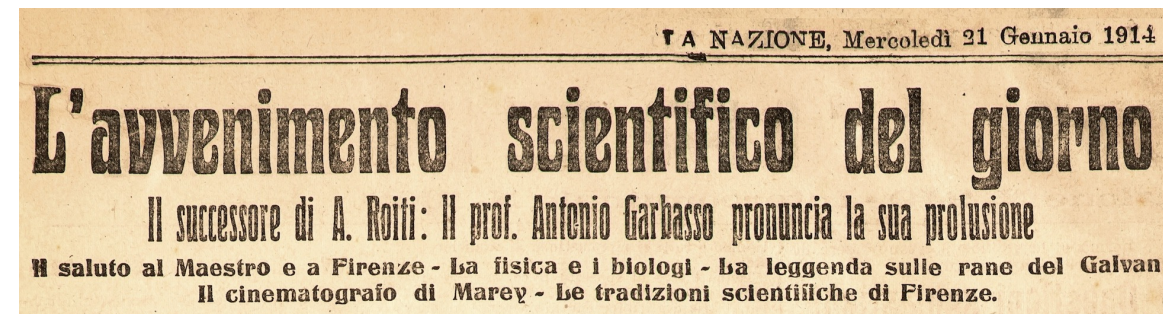 LA NAZIONE, Mercoledì 21 Gennaio 1914
L'avvenimento scientifico del giorno
Il successore di A. Roiti: Il prof. Antonio Garbasso pronuncia la sua prolusione
Il saluto al Maestro e a Firenze - La fisica e i biologi - La leggenda sulle rane del Galvan
Il cinematografo di Marey - Le tradizioni scientifiche di Firenze.